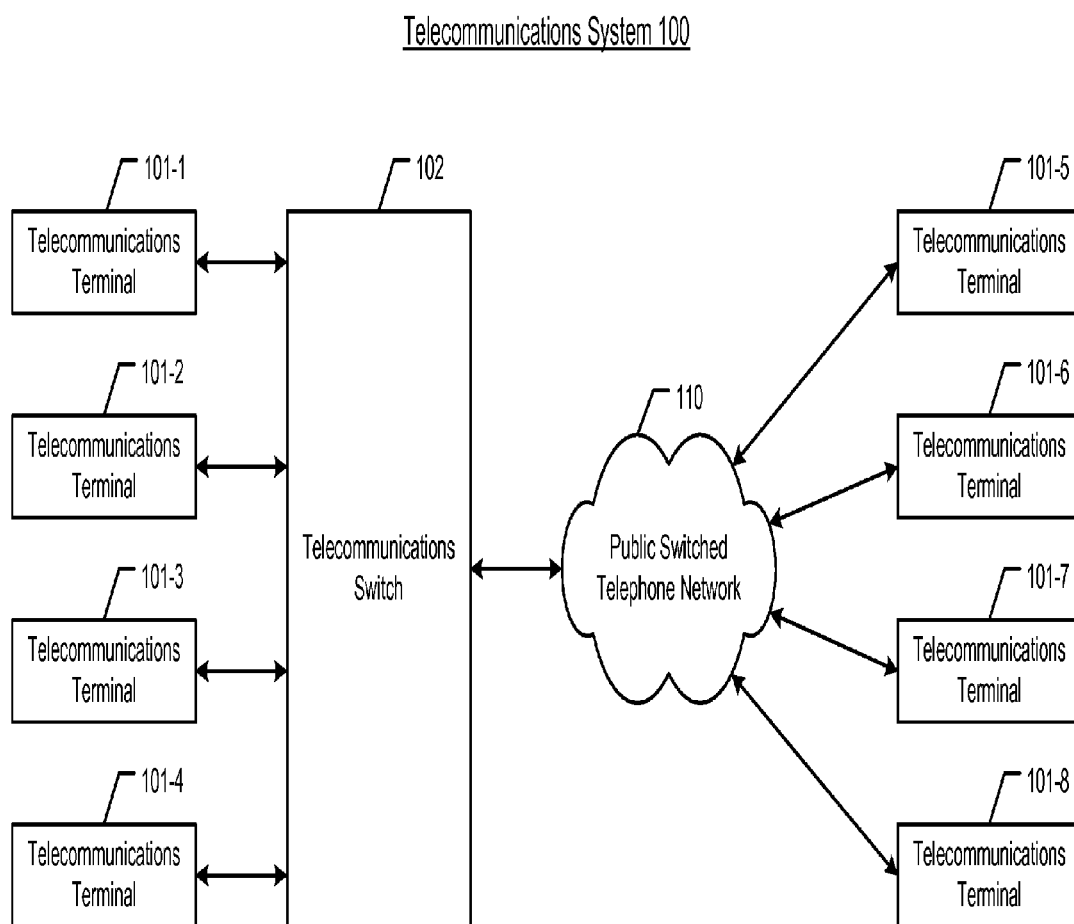 Telecommunications System 100
101-1
102
101-5
Telecommunications
Terminal
Telecommunications
Terminal
101-2
110
101-6
Telecommunications
Terminal
Telecommunications
Terminal
Telecommunications
Switch
Public Switched
Telephone Network
101-3
101-7
Telecommunications
Terminal
Telecommunications
Terminal
101-4
101-8
Telecommunications
Terminal
Telecommunications
Terminal